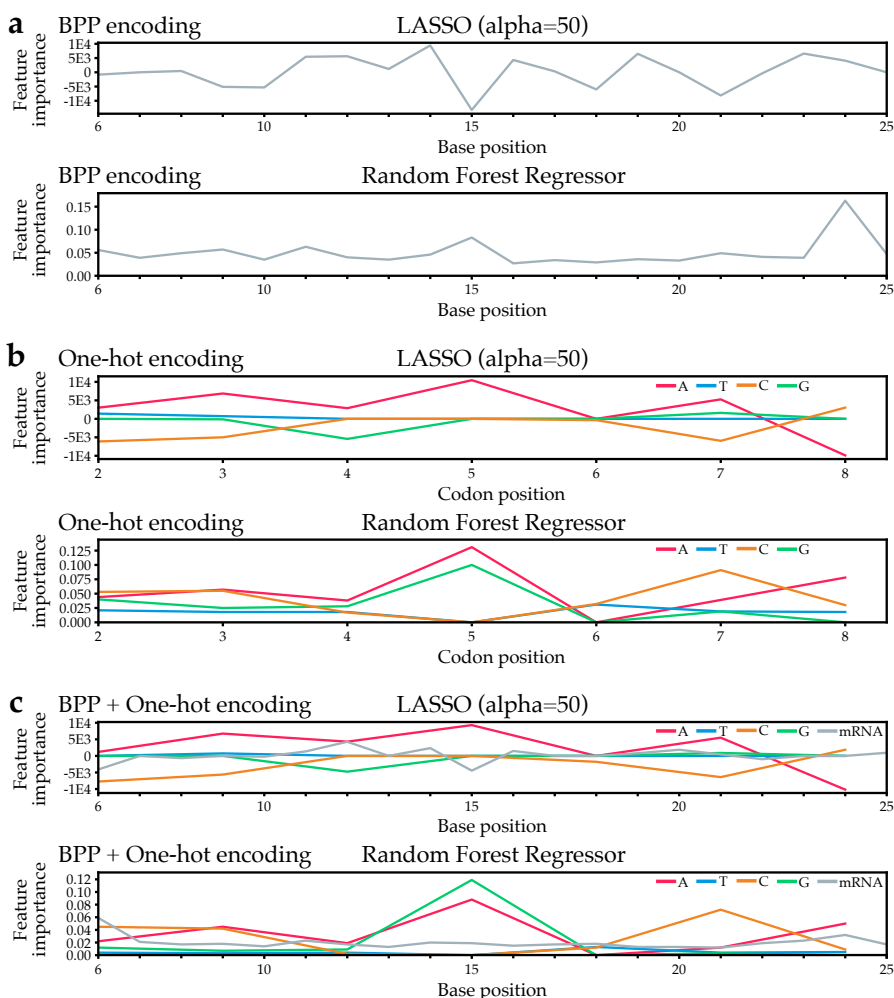 a BPP encoding LASSO (alpha=50)
Feature importance
1E4
5E3
0
-5E3
-1E4
6 10 15 20 25
Base position
BPP encoding Random Forest Regressor
Feature importance
0.15
0.10
0.05
0.00
6 10 15 20 25
Base position
b One-hot encoding LASSO (alpha=50)
Feature importance
A T C G
1E4
5E3
0
-5E3
-1E4
2 3 4 5 6 7 8
Codon position
One-hot encoding Random Forest Regressor
Feature importance
A T C G
0.125
0.100
0.075
0.050
0.025
0.000
2 3 4 5 6 7 8
Codon position
c BPP + One-hot encoding LASSO (alpha=50)
Feature importance
A T C G mRNA
1E4
5E3
0
-5E3
-1E4
6 10 15 20 25
Base position
BPP + One-hot encoding Random Forest Regressor
Feature importance
A T C G mRNA
0.12
0.10
0.08
0.06
0.04
0.02
0.00
6 10 15 20 25
Base position